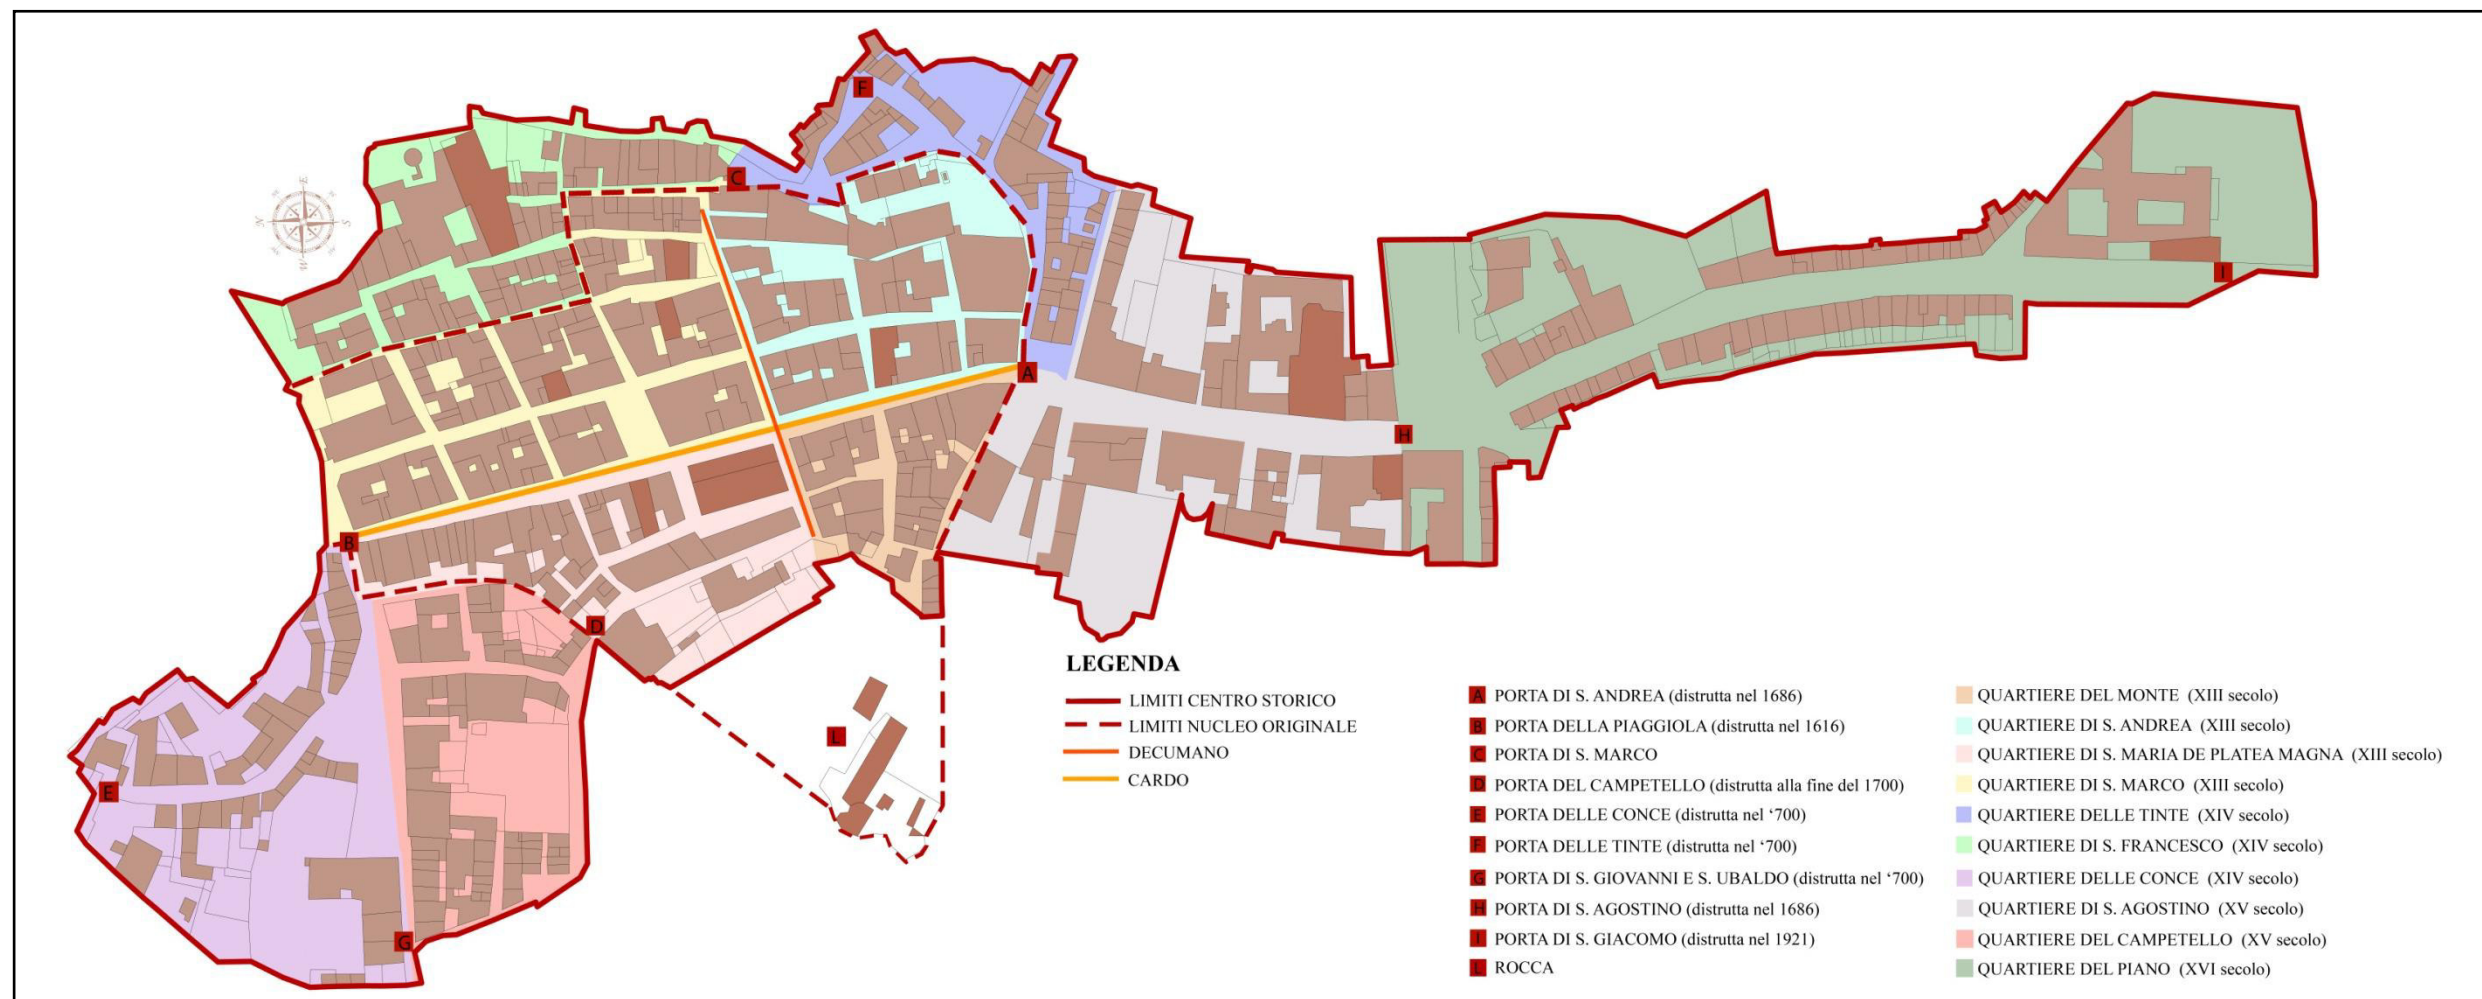 F
C
E
N
S
W
I
A
H
B
D
L
E
G
LEGENDA
LIMITI CENTRO STORICO
LIMITI NUCLEO ORIGINALE
DECUMANO
CARDO
A PORTA DI S. ANDREA (distrutta nel 1686)
B PORTA DELLA PIAGGIOLA (distrutta nel 1616)
C PORTA DI S. MARCO
D PORTA DEL CAMPETELLO (distrutta alla fine del 1700)
E PORTA DELLE CONCE (distrutta nel ‘700)
F PORTA DELLE TINTE (distrutta nel ‘700)
G PORTA DI S. GIOVANNI E S. UBALDO (distrutta nel ‘700)
H PORTA DI S. AGOSTINO (distrutta nel 1686)
I PORTA DI S. GIACOMO (distrutta nel 1921)
L ROCCA
QUARTIERE DEL MONTE (XIII secolo)
QUARTIERE DI S. ANDREA (XIII secolo)
QUARTIERE DI S. MARIA DE PLATEA MAGNA (XIII secolo)
QUARTIERE DI S. MARCO (XIII secolo)
QUARTIERE DELLE TINTE (XIV secolo)
QUARTIERE DI S. FRANCESCO (XIV secolo)
QUARTIERE DELLE CONCE (XIV secolo)
QUARTIERE DI S. AGOSTINO (XV secolo)
QUARTIERE DEL CAMPETELLO (XV secolo)
QUARTIERE DEL PIANO (XVI secolo)